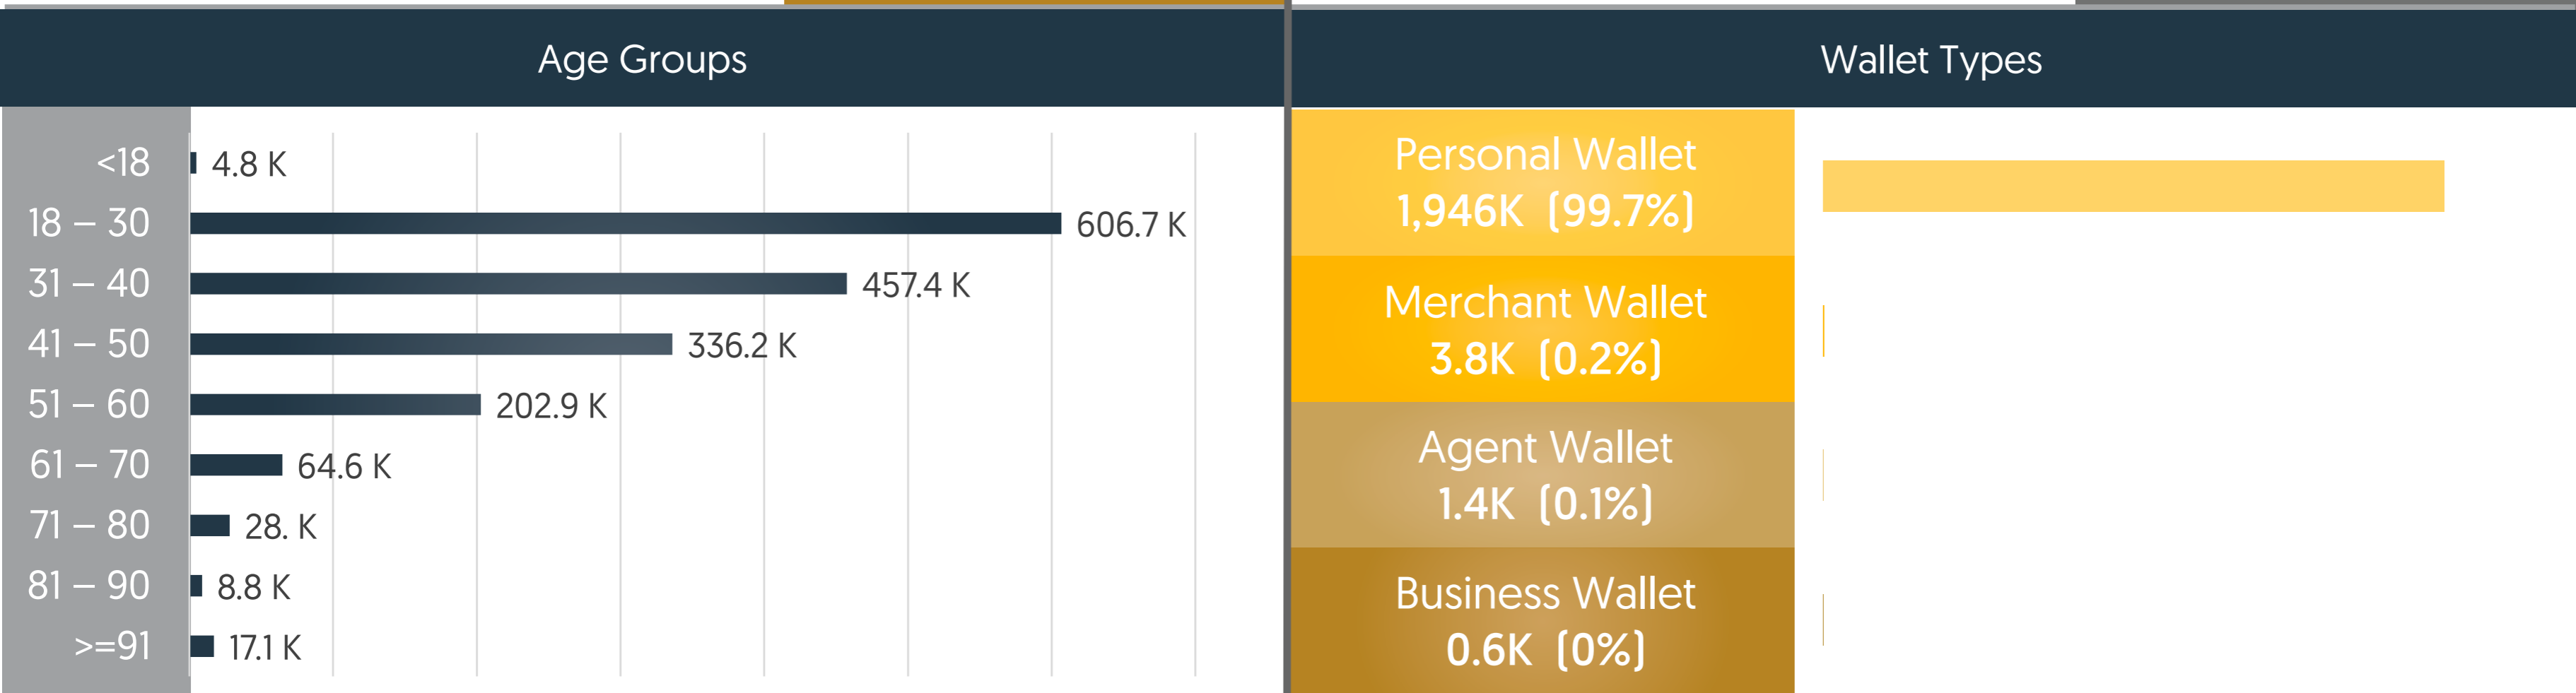 Age Groups
<18 4.8 K
18 – 30 606.7 K
31 – 40 457.4 K
41 – 50 336.2 K
51 – 60 202.9 K
61 – 70 64.6 K
71 – 80 28. K
81 – 90 8.8 K
>=91 17.1 K
Wallet Types
Personal Wallet
1,946K (99.7%)
Merchant Wallet
3.8K (0.2%)
Agent Wallet
1.4K (0.1%)
Business Wallet
0.6K (0%)